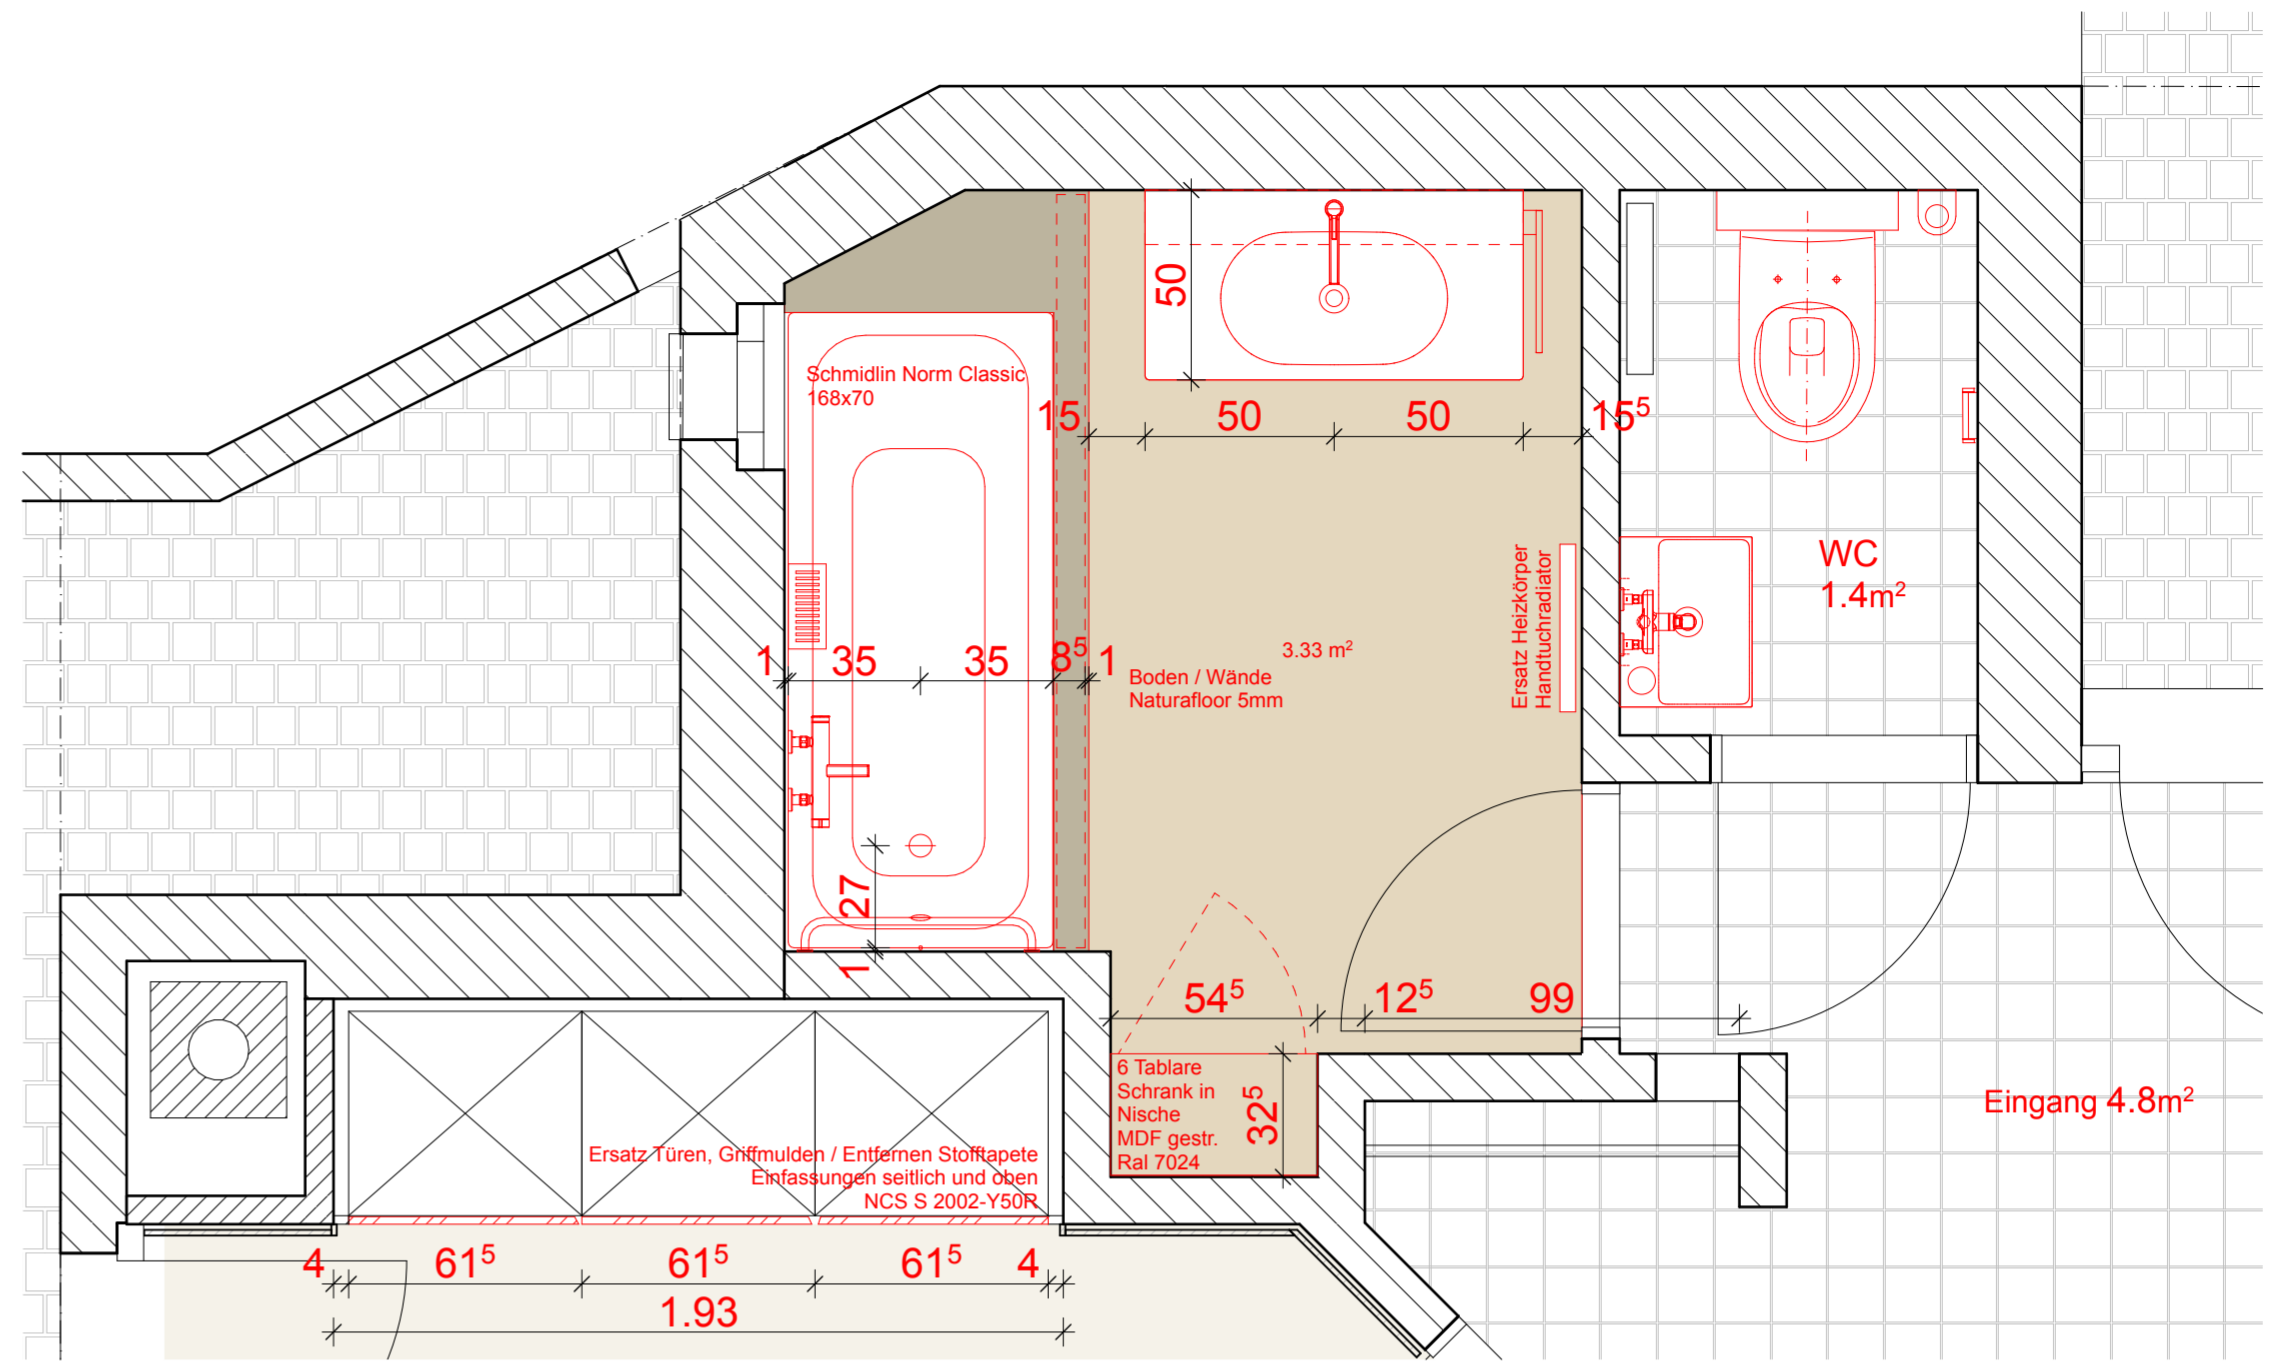 Schmidlin Norm Classic
168x70
50
15 50 50 15⁵
WC
1.4m²
Ersatz Heizkörper
Handtuchradiator
1 35 35 8⁵ 1
3.33 m²
Boden / Wände
Naturafloor 5mm
27
1
54⁵ 12⁵ 99
6 Tablare
Schrank in
Nische
MDF gestr.
Ral 7024
32⁵
Eingang 4.8m²
Ersatz Türen, Griffmulden / Entfernen Stofftapete
Einfassungen seitlich und oben
NCS S 2002-Y50R
4 61⁵ 61⁵ 61⁵ 4
1.93